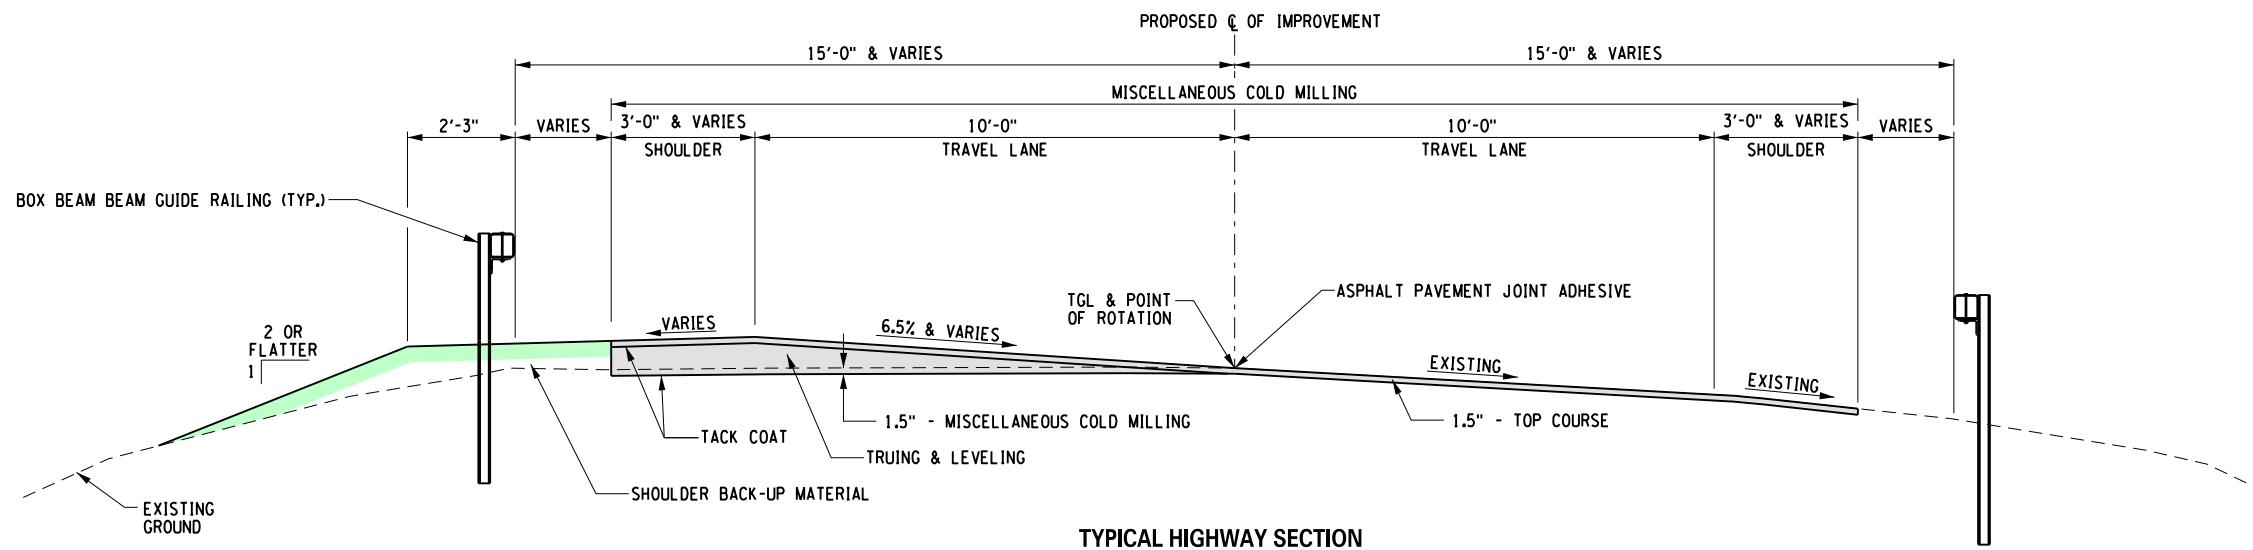 PROPOSED ℄ OF IMPROVEMENT
15'-0" & VARIES
15'-0" & VARIES
MISCELLANEOUS COLD MILLING
2'-3"
VARIES
3'-0" & VARIES
SHOULDER
10'-0"
TRAVEL LANE
10'-0"
TRAVEL LANE
3'-0" & VARIES
SHOULDER
VARIES
BOX BEAM BEAM GUIDE RAILING (TYP.)
2 OR
FLATTER
1
VARIES
6.5% & VARIES
TGL & POINT
OF ROTATION
ASPHALT PAVEMENT JOINT ADHESIVE
EXISTING
EXISTING
1.5" - MISCELLANEOUS COLD MILLING
1.5" - TOP COURSE
TACK COAT
TRUING & LEVELING
SHOULDER BACK-UP MATERIAL
EXISTING
GROUND
TYPICAL HIGHWAY SECTION